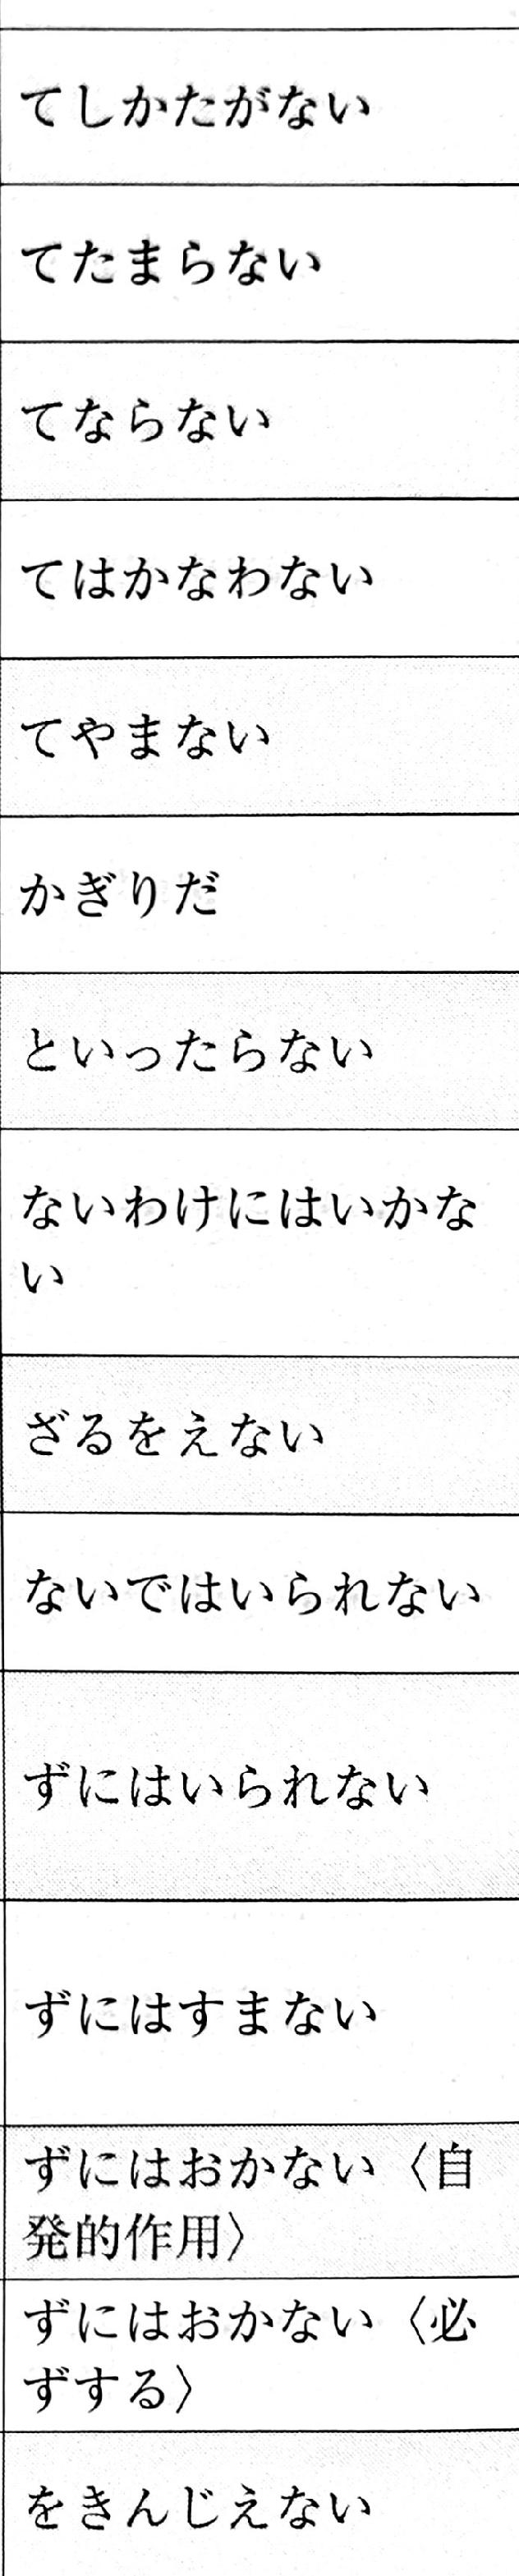 てしかたがない
てたまらない
てならない
てはかなわない
てやまない
かぎりだ
といったらない
ないわけにはいかな
い
ざるをえない
ないではいられない
ずにはいられない
ずにはすまない
ずにはおかない〈自
発的作用〉
ずにはおかない〈必
ずする〉
をきんじえない